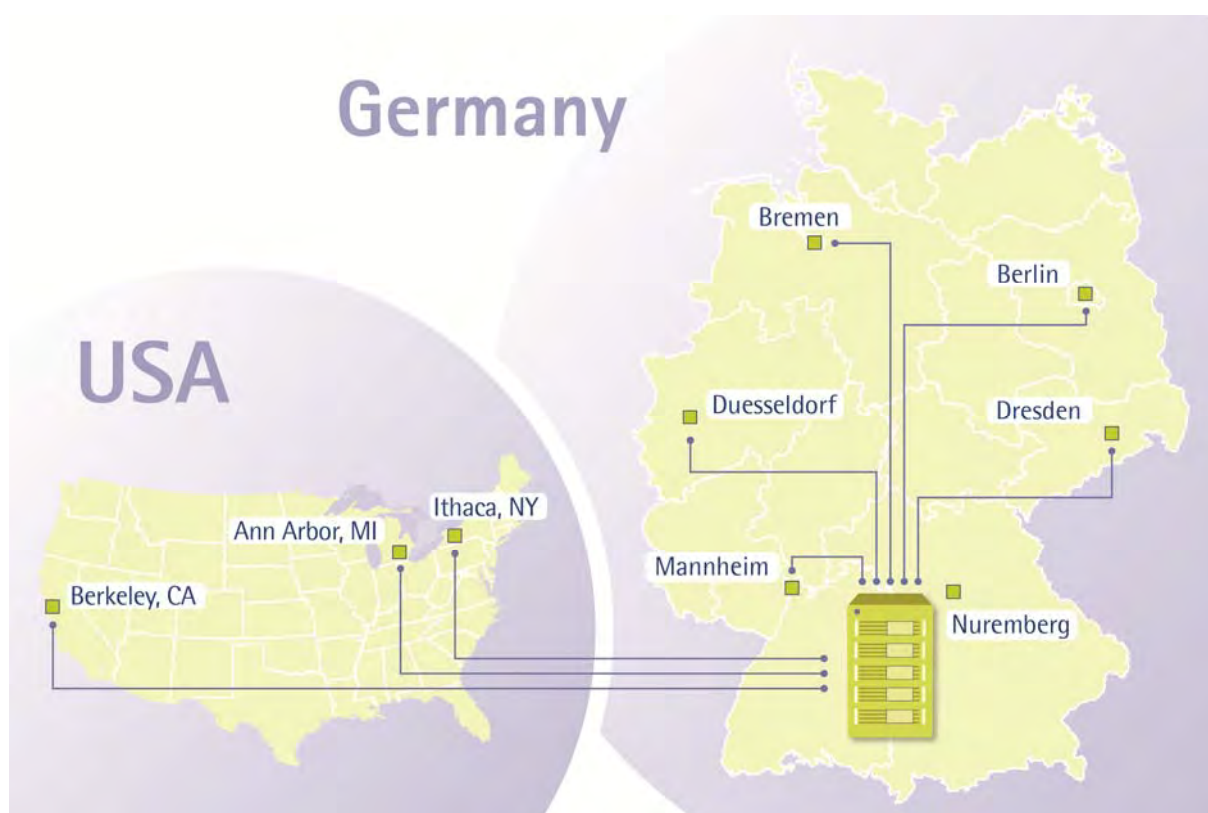 Germany
Bremen
Berlin
USA
Duesseldorf
Dresden
Ithaca, NY
Ann Arbor, MI
Mannheim
Berkeley, CA
Nuremberg